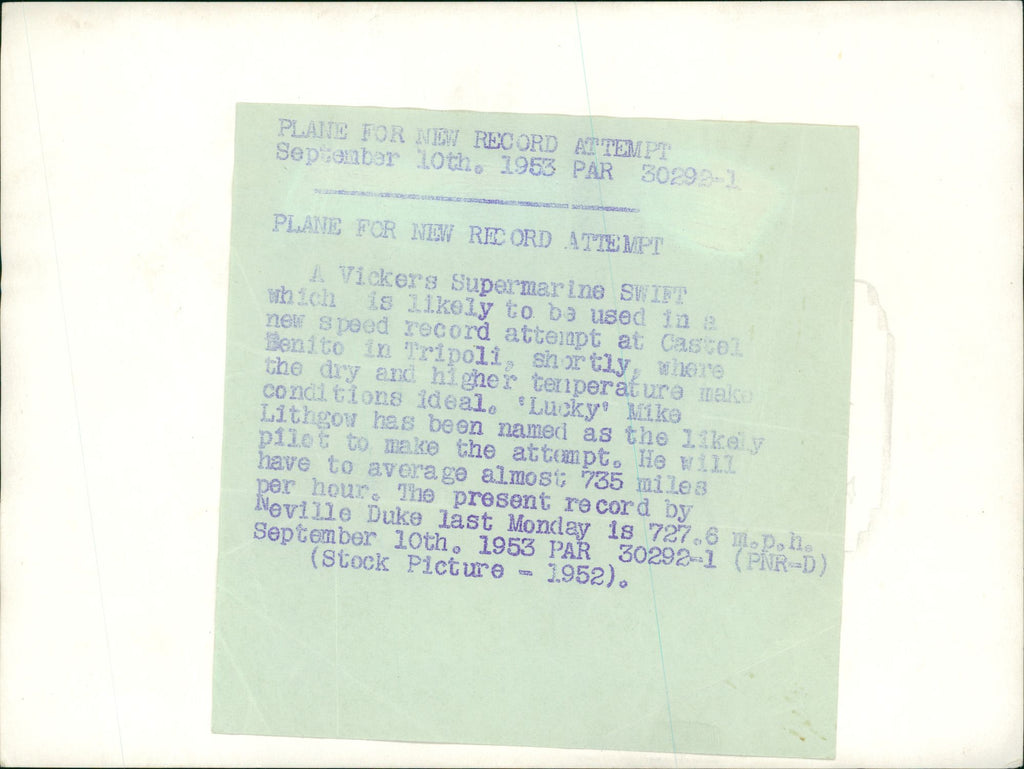 PLANE FOR NEW RECORD ATTEMPT
September 10th. 1953 PAR 30292-1
PLANE FOR NEW RECORD ATTEMPT
A Vickers Supermarine SWIFT
which is likely to be used in a
new speed record attempt at Castel
Benito in Tripoli, shortly, where
the dry and higher temperature make
conditions ideal. 'Lucky' Mike
Lithgow has been named as the likely
pilot to make the attempt. He will
have to average almost 735 miles
per hour. The present record by
Neville Duke last Monday is 727.6 m.p.h.
September 10th. 1953 PAR 30292-1 (PNR-D)
(Stock Picture - 1952).